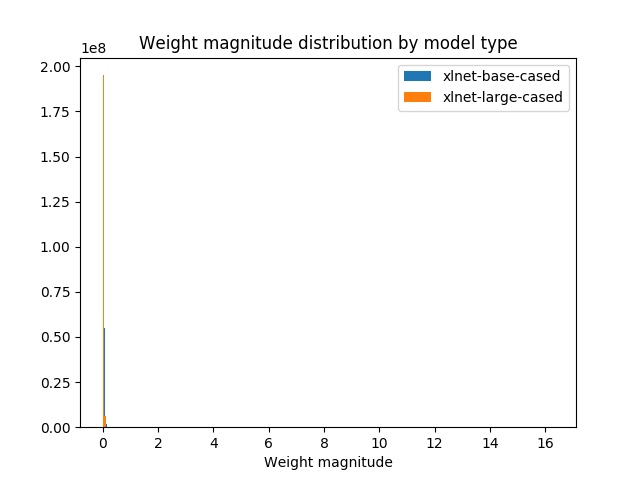 Weight magnitude distribution by model type
1e8
2.00
1.75
1.50
1.25
1.00
0.75
0.50
0.25
0.00
xlnet-base-cased
xlnet-large-cased
0 2 4 6 8 10 12 14 16
Weight magnitude